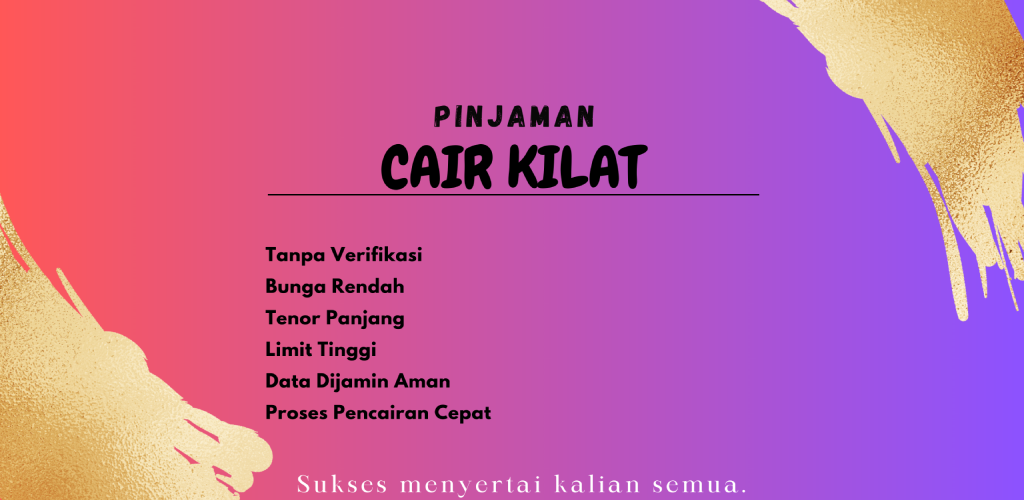 PINJAMAN
CAIR KILAT
Tanpa Verifikasi
Bunga Rendah
Tenor Panjang
Limit Tinggi
Data Dijamin Aman
Proses Pencairan Cepat
Sukses menyertai kalian semua.